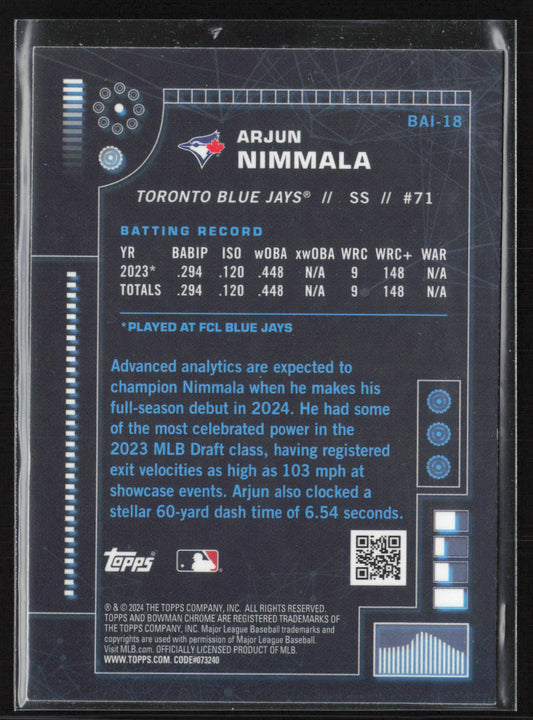 BAI-18
ARJUN
NIMMALA
TORONTO BLUE JAYS® // SS // #71
BATTING RECORD
YR BABIP ISO wOBA xwOBA WRC WRC+ WAR
2023* .294 .120 .448 N/A 9 148 N/A
TOTALS .294 .120 .448 N/A 9 148 N/A
*PLAYED AT FCL BLUE JAYS
Advanced analytics are expected to
champion Nimmala when he makes his
full-season debut in 2024. He had some
of the most celebrated power in the
2023 MLB Draft class, having registered
exit velocities as high as 103 mph at
showcase events. Arjun also clocked a
stellar 60-yard dash time of 6.54 seconds.
Topps
® & © 2024 THE TOPPS COMPANY, INC. ALL RIGHTS RESERVED.
TOPPS AND BOWMAN CHROME ARE REGISTERED TRADEMARKS OF
THE TOPPS COMPANY, INC. Major League Baseball trademarks and
copyrights are used with permission of Major League Baseball.
Visit MLB.com. OFFICIALLY LICENSED PRODUCT OF MLB.
WWW.TOPPS.COM. CODE#073240